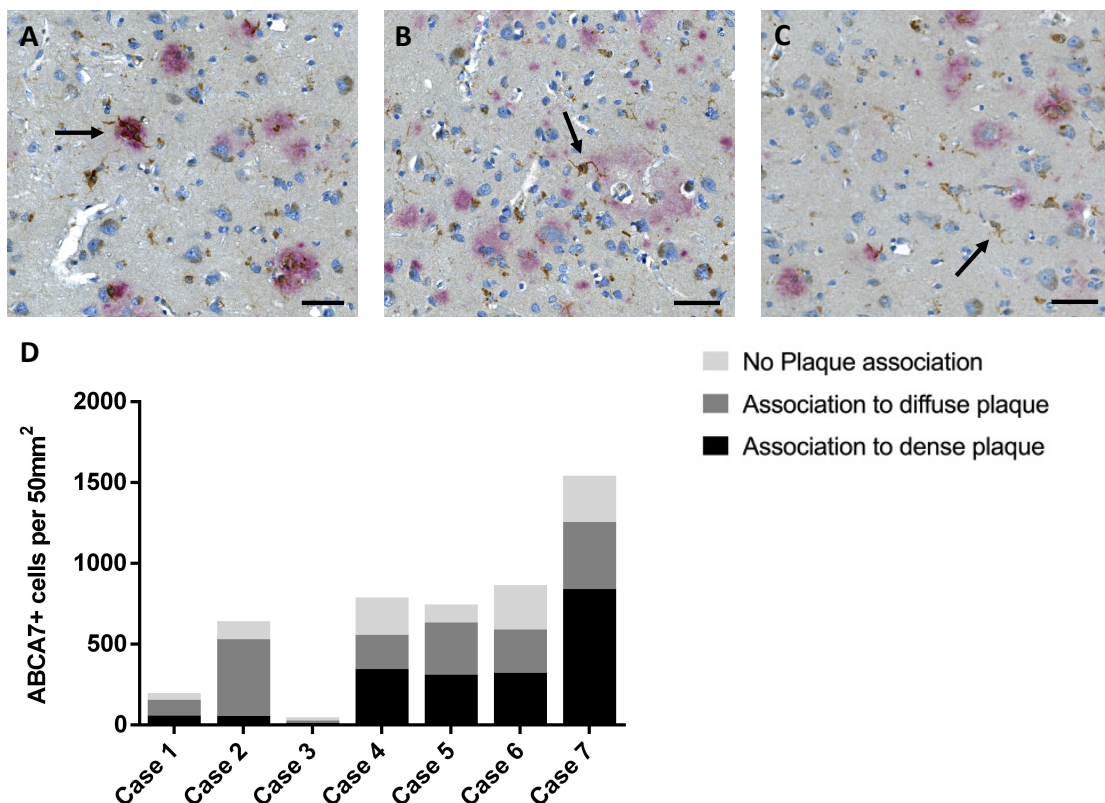 A
B
C
D
No Plaque association
Association to diffuse plaque
Association to dense plaque
ABCA7+ cells per 50mm²
2000
1500
1000
500
0
Case 1
Case 2
Case 3
Case 4
Case 5
Case 6
Case 7